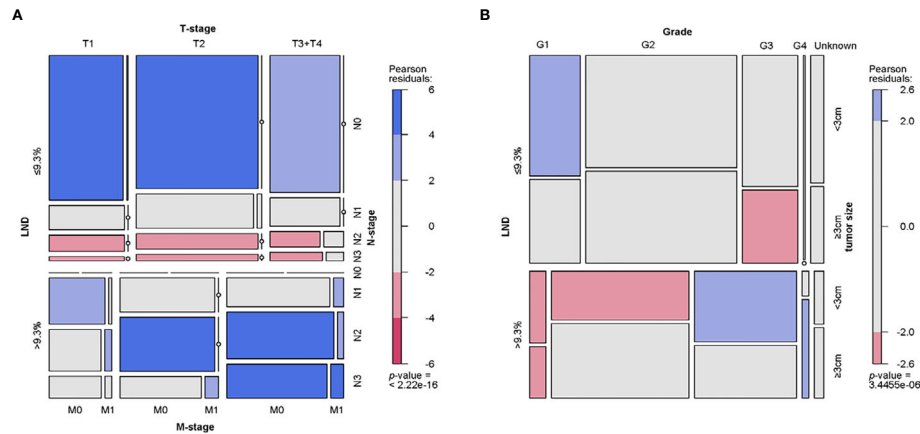 A
T-stage
T1 T2 T3+T4
Pearson
residuals:
6
4
2
0
-2
-4
-6
p-value =
< 2.22e-16
LND
≤9.3%
>9.3%
N0
N1
N2
N3
N0
N1
N2
N3
N-stage
M0 M1 M0 M1 M0 M1
M-stage
B
Grade
G1 G2 G3 G4 Unknown
Pearson
residuals:
2.6
2.0
0.0
-2.0
-2.6
p-value =
3.4455e-06
LND
≤9.3%
>9.3%
<3cm
≥3cm
<3cm
≥3cm
tumor size